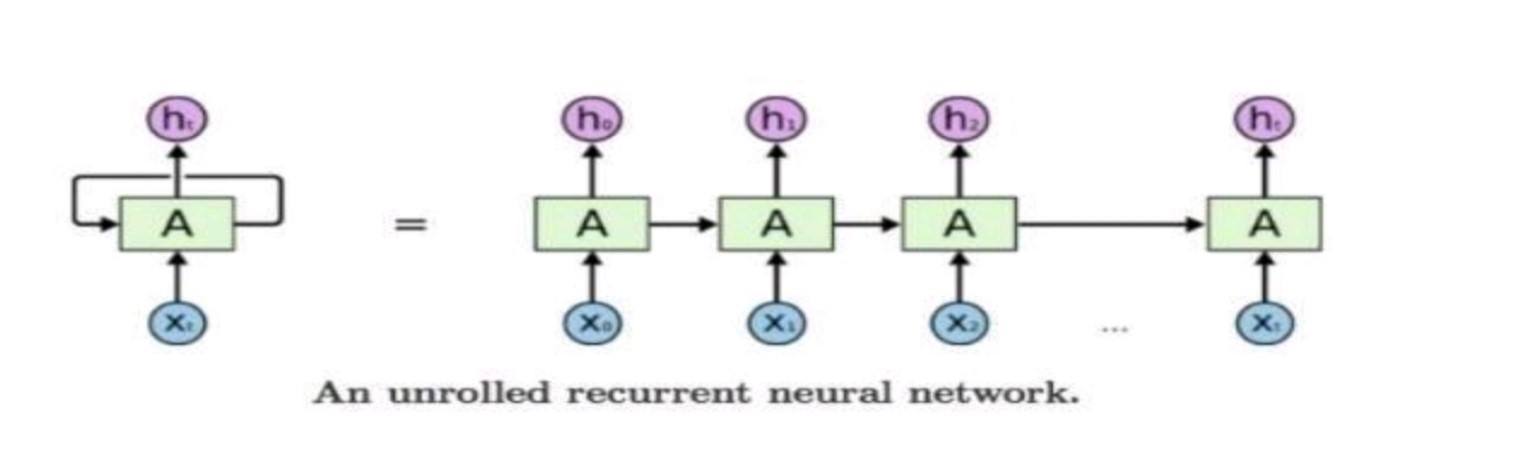 hₜ h₀ h₁ h₂ hₜ
A = A A A A
xₜ x₀ x₁ x₂ ... xₜ
An unrolled recurrent neural network.